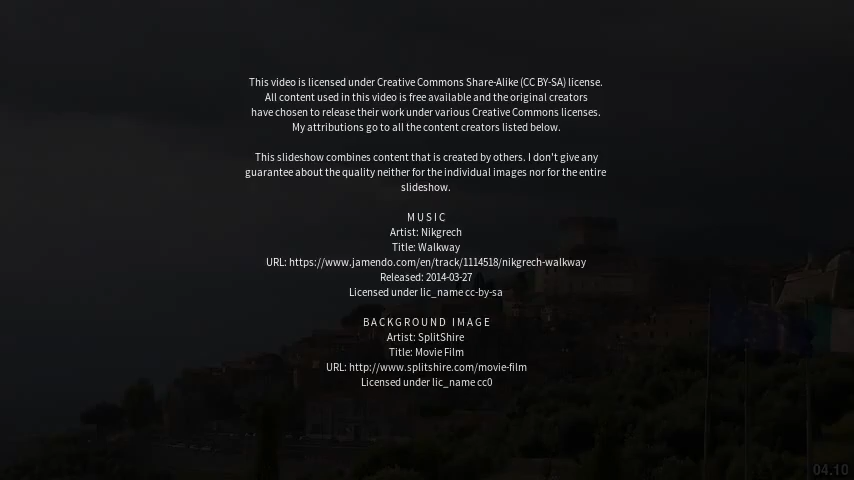 This video is licensed under Creative Commons Share-Alike (CC BY-SA) license.
All content used in this video is free available and the original creators
have chosen to release their work under various Creative Commons licenses.
My attributions go to all the content creators listed below.
This slideshow combines content that is created by others. I don't give any
guarantee about the quality neither for the individual images nor for the entire
slideshow.
MUSIC
Artist: Nikgrech
Title: Walkway
URL: https://www.jamendo.com/en/track/1114518/nikgrech-walkway
Released: 2014-03-27
Licensed under lic_name cc-by-sa
BACKGROUND IMAGE
Artist: SplitShire
Title: Movie Film
URL: http://www.splitshire.com/movie-film
Licensed under lic_name cc0
04.10